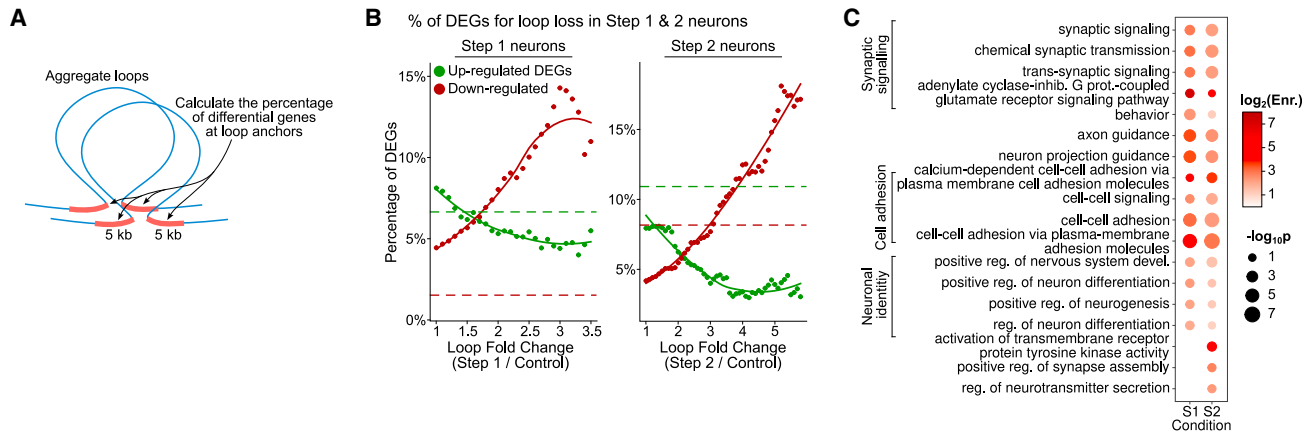 A
Aggregate loops
Calculate the percentage
of differential genes
at loop anchors
5 kb
5 kb
B
% of DEGs for loop loss in Step 1 & 2 neurons
Step 1 neurons
Step 2 neurons
Up-regulated DEGs
Down-regulated
Percentage of DEGs
15%
10%
5%
0%
1
1.5
2
2.5
3
3.5
Loop Fold Change
(Step 1 / Control)
15%
10%
5%
1
2
3
4
5
Loop Fold Change
(Step 2 / Control)
C
Synaptic
signalling
Cell adhesion
Neuronal
identitiy
synaptic signaling
chemical synaptic transmission
trans-synaptic signaling
adenylate cyclase-inhib. G prot.-coupled
glutamate receptor signaling pathway
behavior
axon guidance
neuron projection guidance
calcium-dependent cell-cell adhesion via
plasma membrane cell adhesion molecules
cell-cell signaling
cell-cell adhesion
cell-cell adhesion via plasma-membrane
adhesion molecules
positive reg. of nervous system devel.
positive reg. of neuron differentiation
positive reg. of neurogenesis
reg. of neuron differentiation
activation of transmembrane receptor
protein tyrosine kinase activity
positive reg. of synapse assembly
reg. of neurotransmitter secretion
S1 S2
Condition
log2(Enr.)
7
5
3
1
-log10p
1
3
5
7